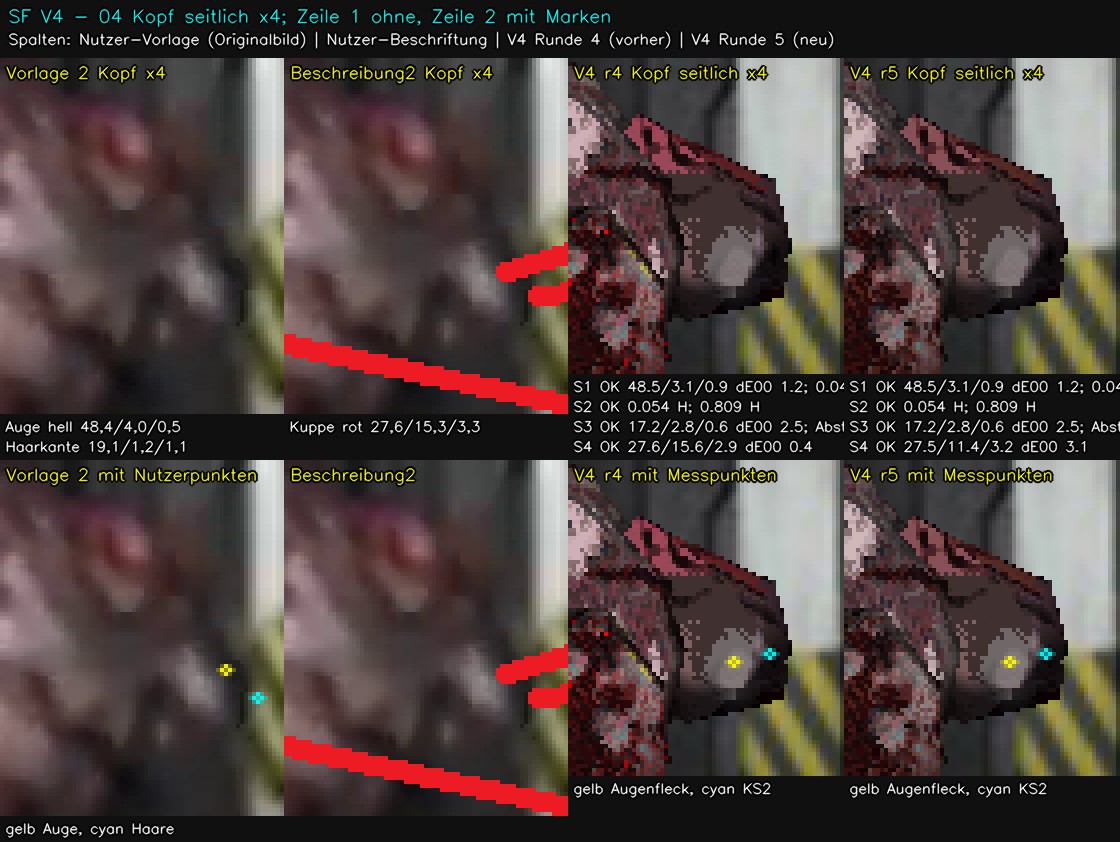 SF V4 – 04 Kopf seitlich x4; Zeile 1 ohne, Zeile 2 mit Marken
Spalten: Nutzer-Vorlage (Originalbild) | Nutzer-Beschriftung | V4 Runde 4 (vorher) | V4 Runde 5 (neu)
Vorlage 2 Kopf x4
Beschreibung2 Kopf x4
V4 r4 Kopf seitlich x4
V4 r5 Kopf seitlich x4
Auge hell 48,4/4,0/0,5
Haarkante 19,1/1,2/1,1
Kuppe rot 27,6/15,3/3,3
S1 OK 48.5/3.1/0.9 dE00 1.2; 0.04
S2 OK 0.054 H; 0.809 H
S3 OK 17.2/2.8/0.6 dE00 2.5; Abst
S4 OK 27.6/15.6/2.9 dE00 0.4
S1 OK 48.5/3.1/0.9 dE00 1.2; 0.04
S2 OK 0.054 H; 0.809 H
S3 OK 17.2/2.8/0.6 dE00 2.5; Abst
S4 OK 27.5/11.4/3.2 dE00 3.1
Vorlage 2 mit Nutzerpunkten
Beschreibung2
V4 r4 mit Messpunkten
V4 r5 mit Messpunkten
gelb Auge, cyan Haare
gelb Augenfleck, cyan KS2
gelb Augenfleck, cyan KS2